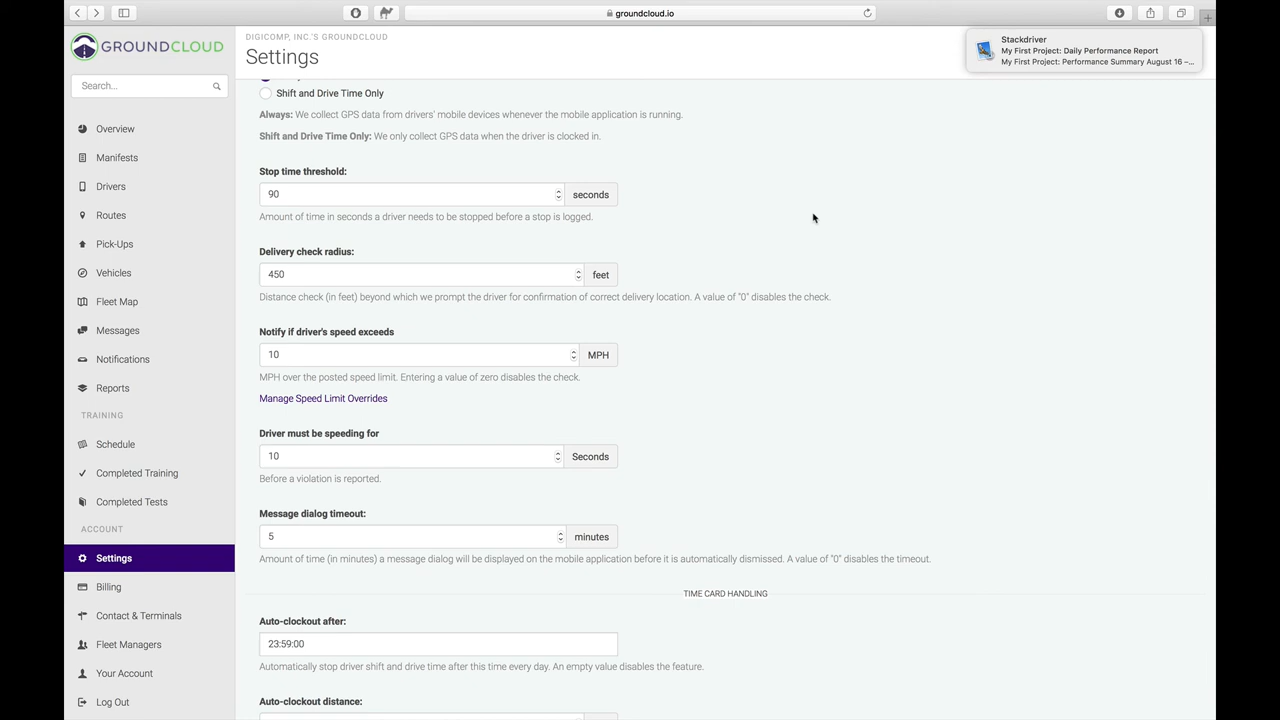 groundcloud.io
GROUNDCLOUD
DIGICOMP, INC.'S GROUNDCLOUD
Settings
Stackdriver
My First Project: Daily Performance Report
My First Project: Performance Summary August 16 –...
Search...
Overview
Manifests
Drivers
Routes
Pick-Ups
Vehicles
Fleet Map
Messages
Notifications
Reports
TRAINING
Schedule
Completed Training
Completed Tests
ACCOUNT
Settings
Billing
Contact & Terminals
Fleet Managers
Your Account
Log Out
Shift and Drive Time Only
Always: We collect GPS data from drivers' mobile devices whenever the mobile application is running.
Shift and Drive Time Only: We only collect GPS data when the driver is clocked in.
Stop time threshold:
90 seconds
Amount of time in seconds a driver needs to be stopped before a stop is logged.
Delivery check radius:
450 feet
Distance check (in feet) beyond which we prompt the driver for confirmation of correct delivery location. A value of "0" disables the check.
Notify if driver's speed exceeds
10 MPH
MPH over the posted speed limit. Entering a value of zero disables the check.
Manage Speed Limit Overrides
Driver must be speeding for
10 Seconds
Before a violation is reported.
Message dialog timeout:
5 minutes
Amount of time (in minutes) a message dialog will be displayed on the mobile application before it is automatically dismissed. A value of "0" disables the timeout.
TIME CARD HANDLING
Auto-clockout after:
23:59:00
Automatically stop driver shift and drive time after this time every day. An empty value disables the feature.
Auto-clockout distance: